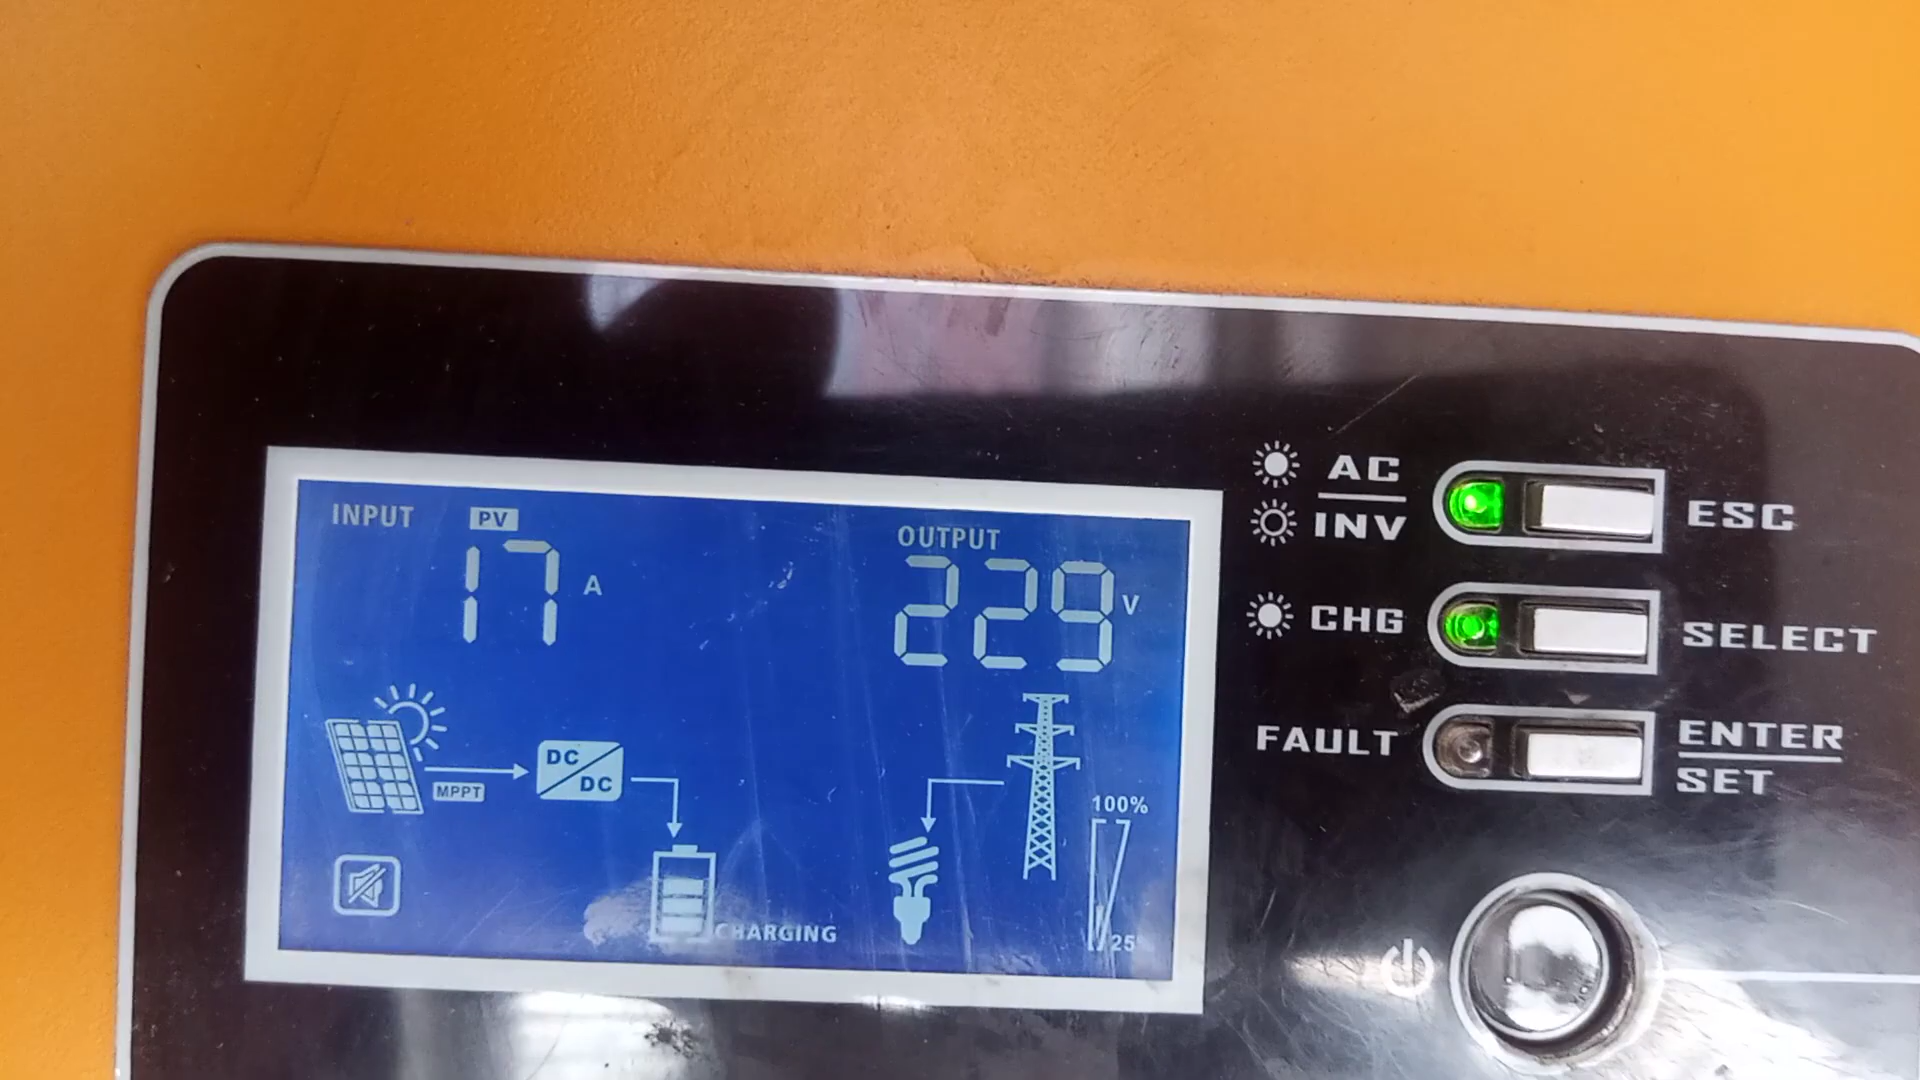 INPUT PV
17 A
OUTPUT
229 V
MPPT
DC
DC
CHARGING
100%
25
AC
INV
ESC
CHG
SELECT
FAULT
ENTER
SET